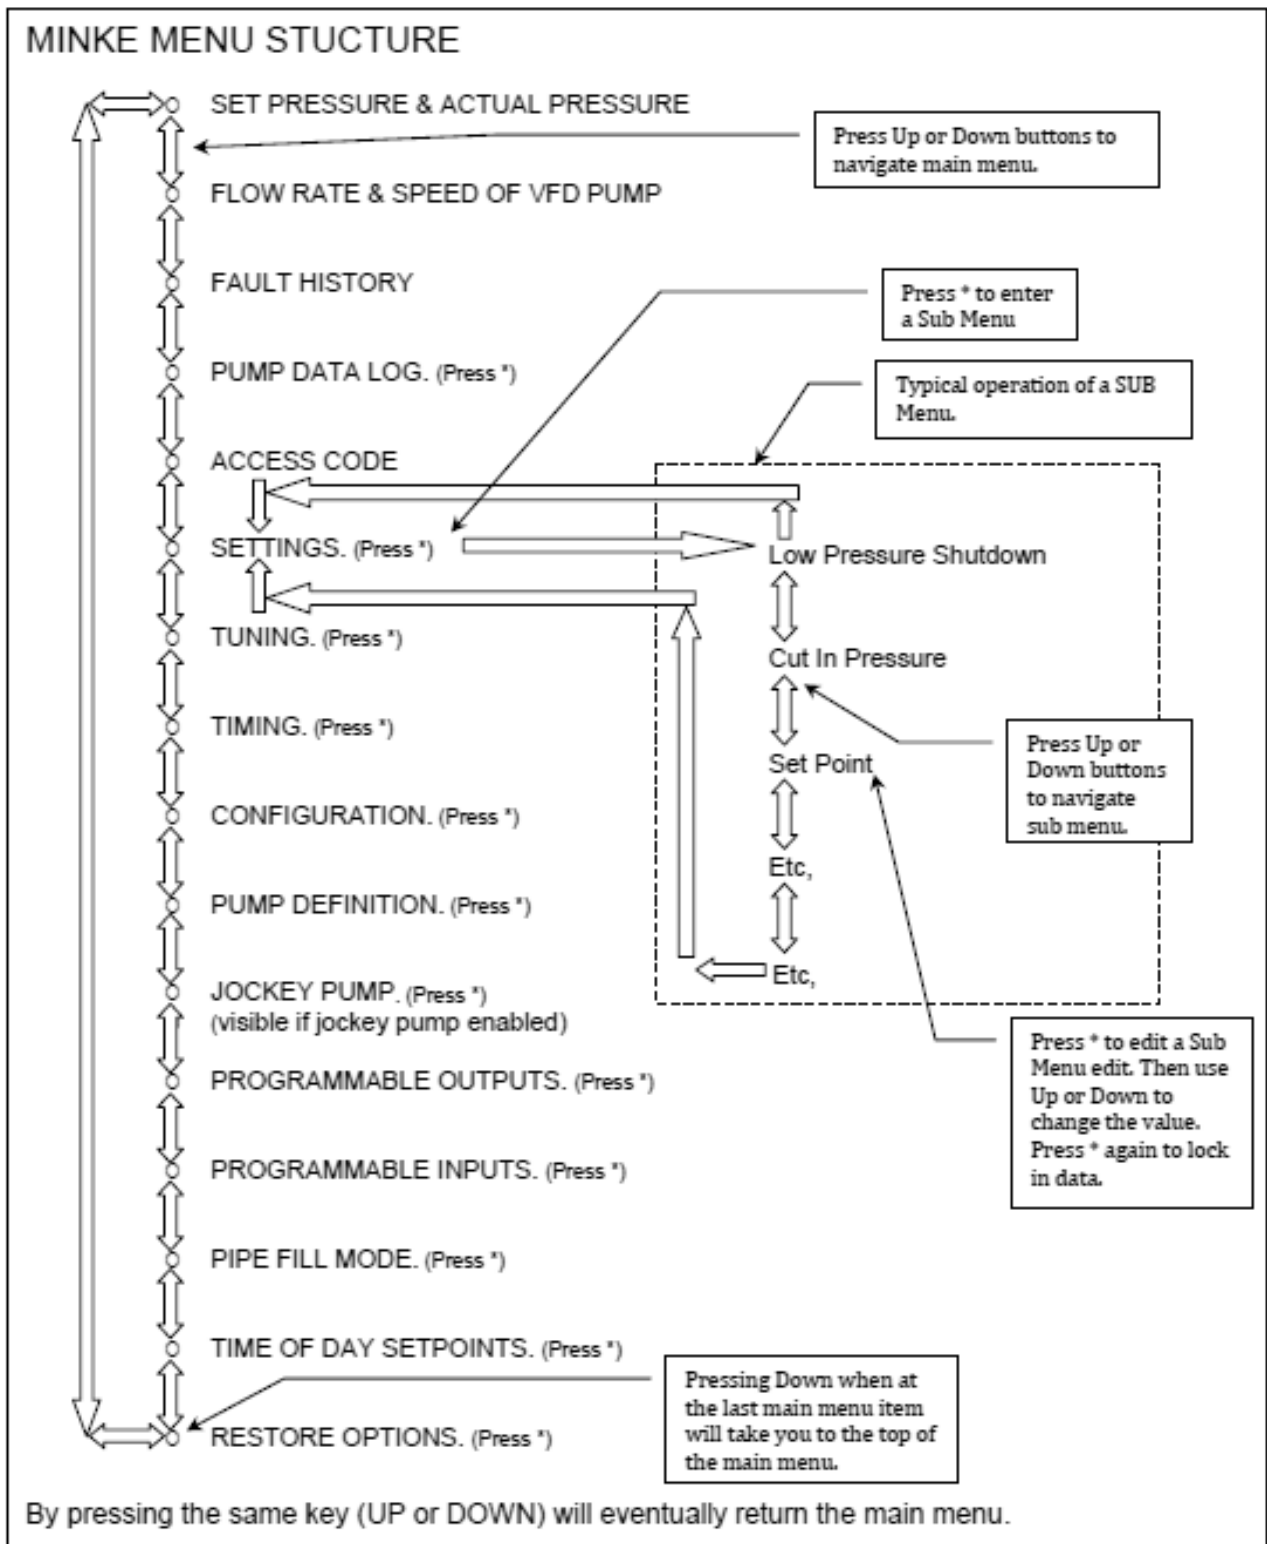 MINKE MENU STUCTURE
SET PRESSURE & ACTUAL PRESSURE
Press Up or Down buttons to
navigate main menu.
FLOW RATE & SPEED OF VFD PUMP
FAULT HISTORY
Press * to enter
a Sub Menu
PUMP DATA LOG. (Press *)
Typical operation of a SUB
Menu.
ACCESS CODE
SETTINGS. (Press *)
Low Pressure Shutdown
TUNING. (Press *)
Cut In Pressure
TIMING. (Press *)
Press Up or
Down buttons
to navigate
sub menu.
Set Point
CONFIGURATION. (Press *)
Etc,
PUMP DEFINITION. (Press *)
Etc,
JOCKEY PUMP. (Press *)
(visible if jockey pump enabled)
Press * to edit a Sub
Menu edit. Then use
Up or Down to
change the value.
Press * again to lock
in data.
PROGRAMMABLE OUTPUTS. (Press *)
PROGRAMMABLE INPUTS. (Press *)
PIPE FILL MODE. (Press *)
TIME OF DAY SETPOINTS. (Press *)
Pressing Down when at
the last main menu item
will take you to the top of
the main menu.
RESTORE OPTIONS. (Press *)
By pressing the same key (UP or DOWN) will eventually return the main menu.